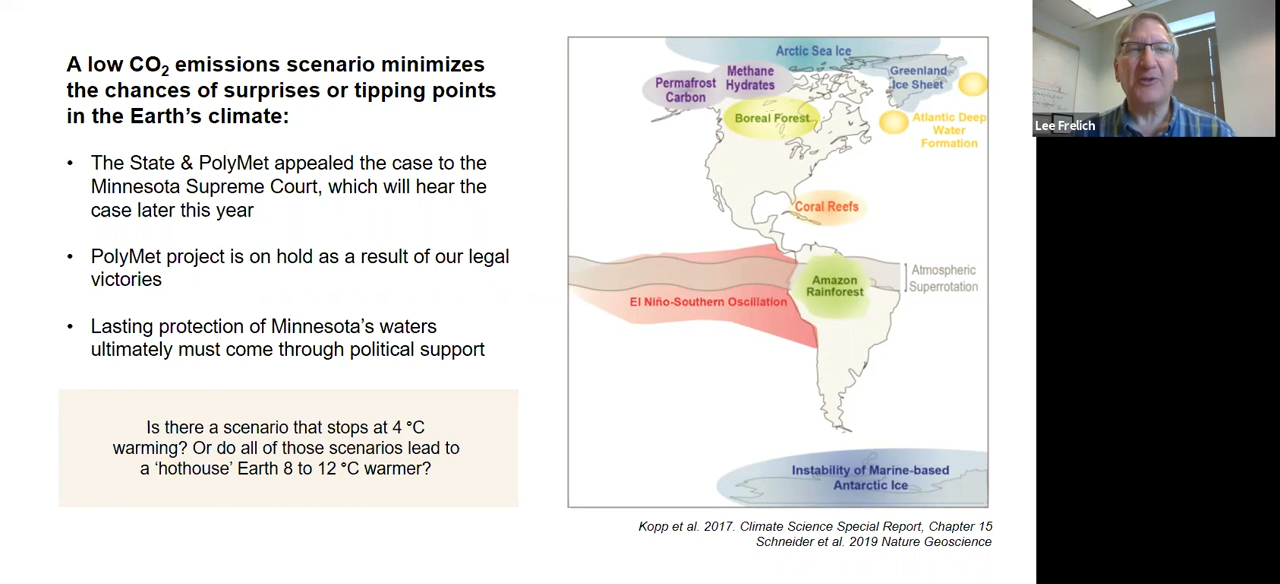 A low CO₂ emissions scenario minimizes
the chances of surprises or tipping points
in the Earth's climate:
• The State & PolyMet appealed the case to the
Minnesota Supreme Court, which will hear the
case later this year
• PolyMet project is on hold as a result of our legal
victories
• Lasting protection of Minnesota's waters
ultimately must come through political support
Is there a scenario that stops at 4 °C
warming? Or do all of those scenarios lead to
a 'hothouse' Earth 8 to 12 °C warmer?
Arctic Sea Ice
Permafrost
Carbon
Methane
Hydrates
Greenland
Ice Sheet
Boreal Forest
Atlantic Deep
Water
Formation
Coral Reefs
Amazon
Rainforest
Atmospheric
Superrotation
El Niño-Southern Oscillation
Instability of Marine-based
Antarctic Ice
Kopp et al. 2017. Climate Science Special Report, Chapter 15
Schneider et al. 2019 Nature Geoscience
Lee Frelich